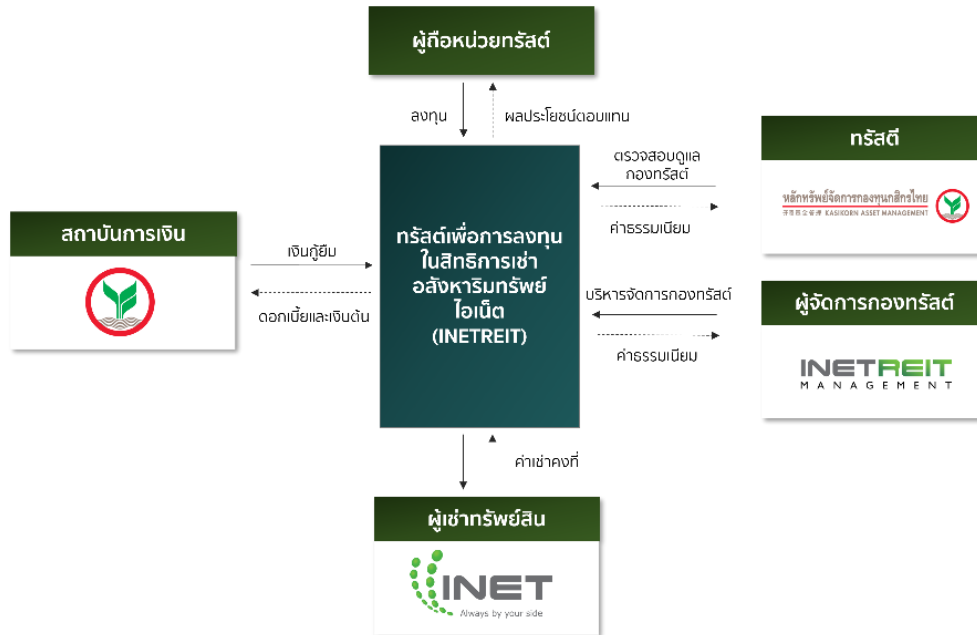 ผู้ถือหน่วยทรัสต์
ลงทุน
ผลประโยชน์ตอบแทน
ทรัสตี
ตรวจสอบดูแล
กองทรัสต์
หลักทรัพย์จัดการกองทุนกสิกรไทย
KASIKORN ASSET MANAGEMENT
ค่าธรรมเนียม
สถาบันการเงิน
เงินกู้ยืม
ดอกเบี้ยและเงินต้น
ทรัสต์เพื่อการลงทุน
ในสิทธิการเช่า
อสังหาริมทรัพย์
ไอเน็ต
(INETREIT)
บริหารจัดการกองทรัสต์
ค่าธรรมเนียม
ผู้จัดการกองทรัสต์
INETREIT
MANAGEMENT
ค่าเช่าคงที่
ผู้เช่าทรัพย์สิน
INET
Always by your side